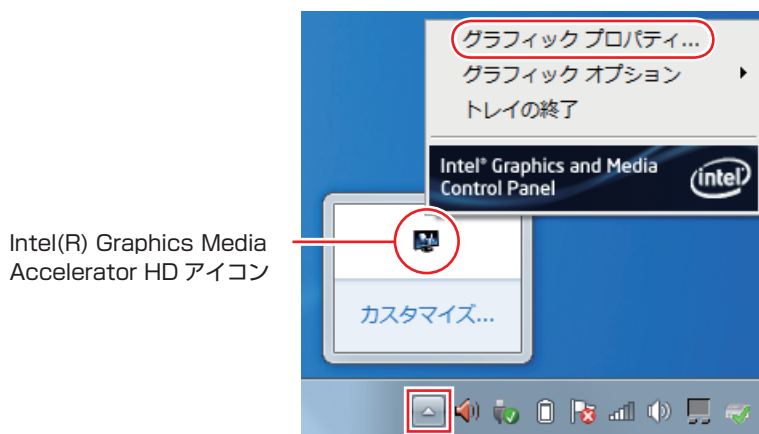 グラフィック プロパティ...
グラフィック オプション
トレイの終了
Intel® Graphics and Media
Control Panel
intel
Intel(R) Graphics Media
Accelerator HD アイコン
カスタマイズ...